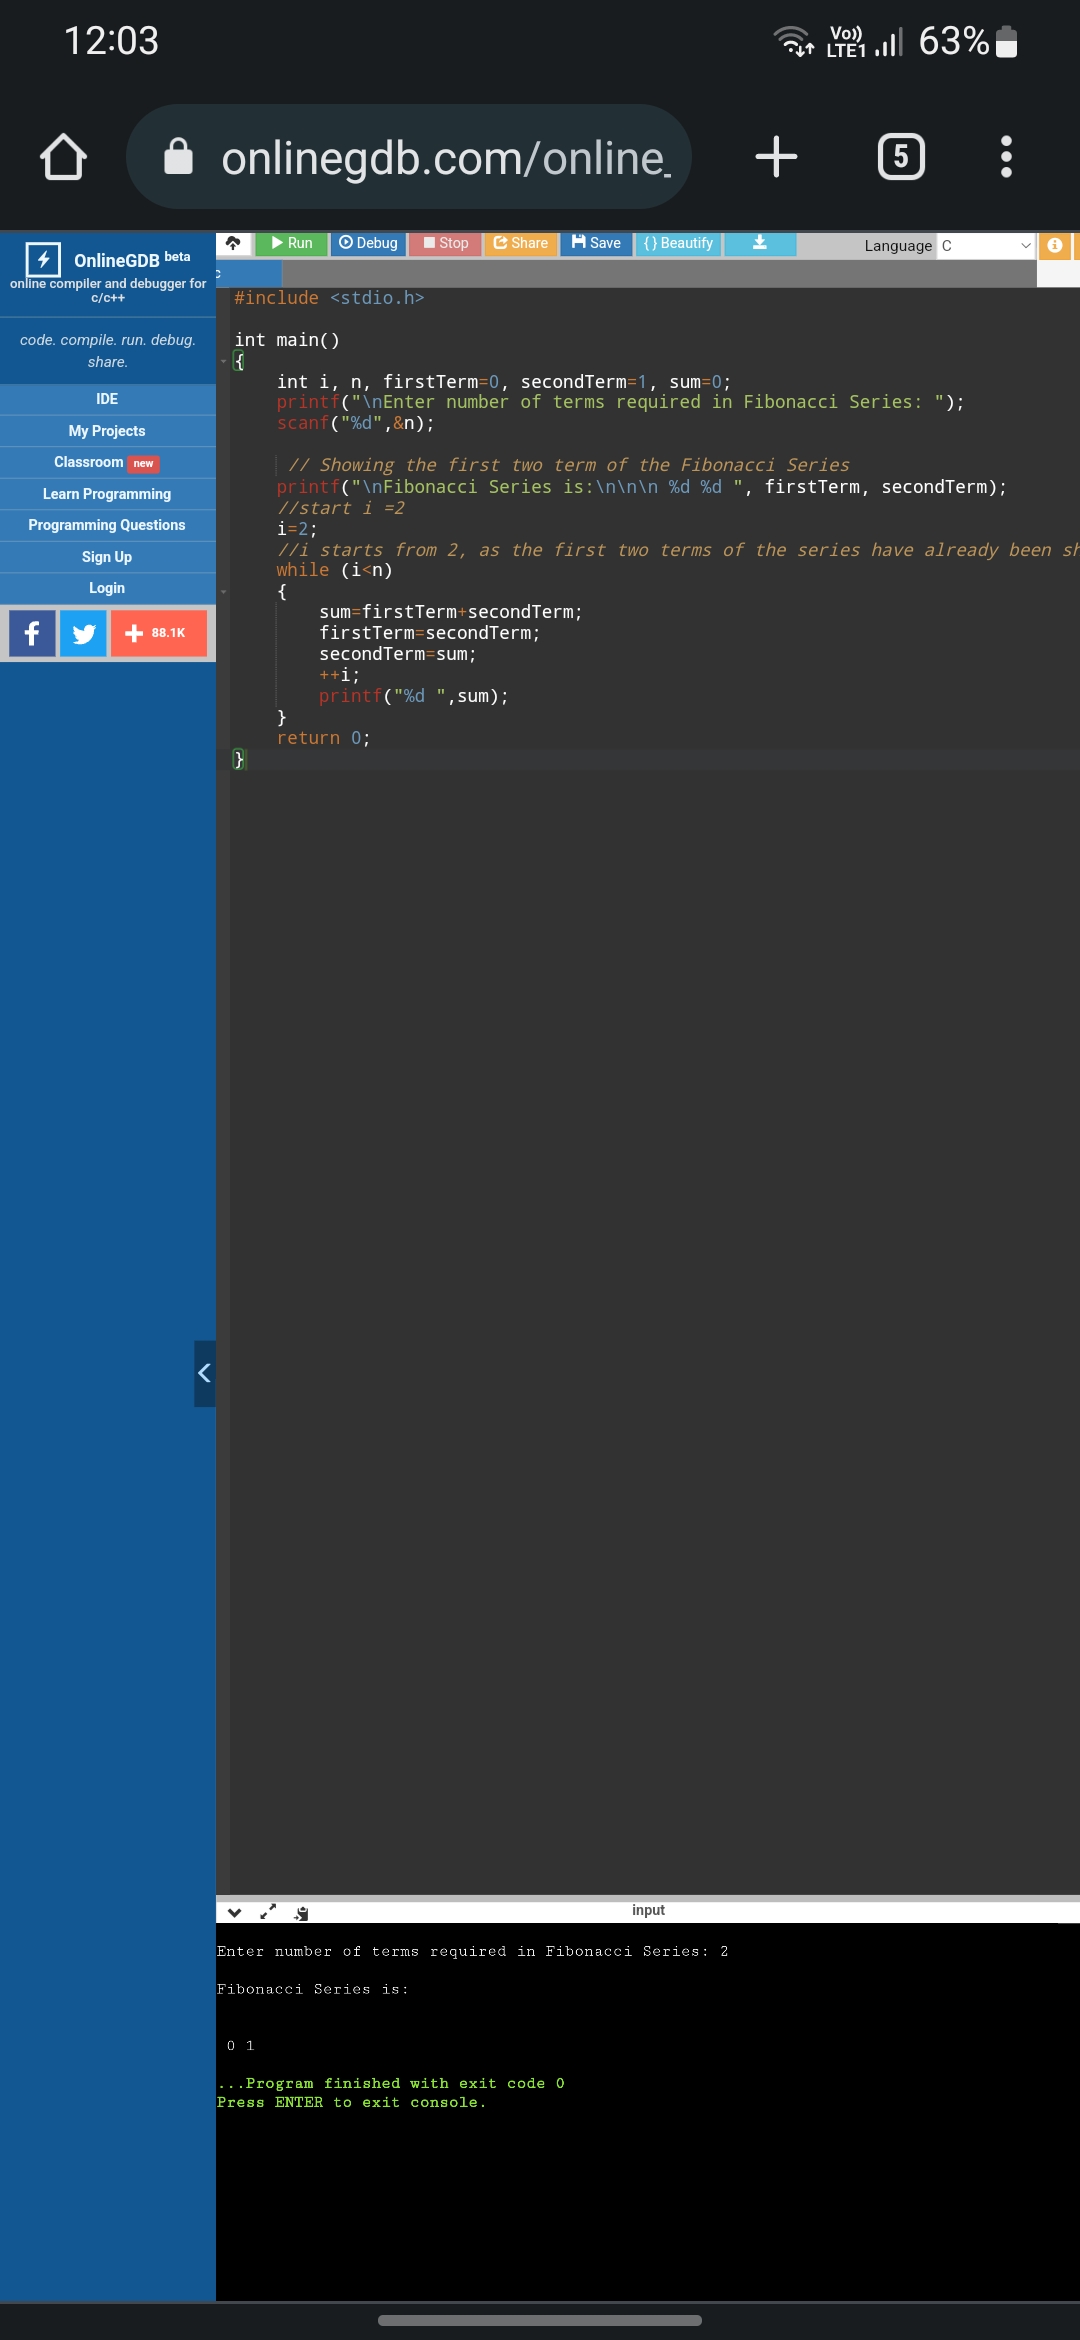 12:03 Vo)) LTE1 63%
onlinegdb.com/online_ 5
OnlineGDB beta
online compiler and debugger for
c/c++
code. compile. run. debug.
share.
IDE
My Projects
Classroom new
Learn Programming
Programming Questions
Sign Up
Login
88.1K
Run Debug Stop Share Save {} Beautify Language C
c
#include <stdio.h>
int main()
{
int i, n, firstTerm=0, secondTerm=1, sum=0;
printf("\nEnter number of terms required in Fibonacci Series: ");
scanf("%d",&n);
// Showing the first two term of the Fibonacci Series
printf("\nFibonacci Series is:\n\n\n %d %d ", firstTerm, secondTerm);
//start i =2
i=2;
//i starts from 2, as the first two terms of the series have already been sh
while (i<n)
{
sum=firstTerm+secondTerm;
firstTerm=secondTerm;
secondTerm=sum;
++i;
printf("%d ",sum);
}
return 0;
}
input
Enter number of terms required in Fibonacci Series: 2
Fibonacci Series is:
0 1
...Program finished with exit code 0
Press ENTER to exit console.